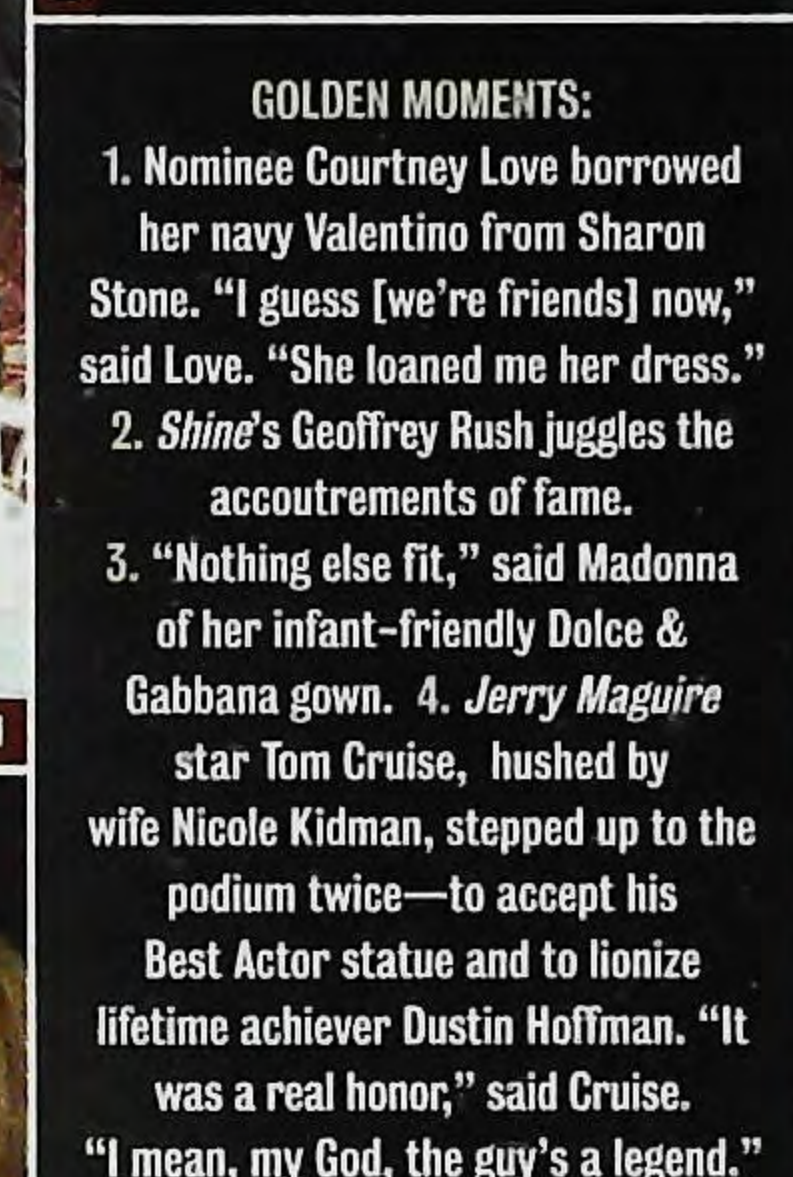 GOLDEN MOMENTS:
1. Nominee Courtney Love borrowed
her navy Valentino from Sharon
Stone. “I guess [we’re friends] now,”
said Love. “She loaned me her dress.”
2. Shine’s Geoffrey Rush juggles the
accoutrements of fame.
3. “Nothing else fit,” said Madonna
of her infant-friendly Dolce &
Gabbana gown. 4. Jerry Maguire
star Tom Cruise, hushed by
wife Nicole Kidman, stepped up to the
podium twice—to accept his
Best Actor statue and to lionize
lifetime achiever Dustin Hoffman. “It
was a real honor,” said Cruise.
“I mean, my God, the guy’s a legend.”